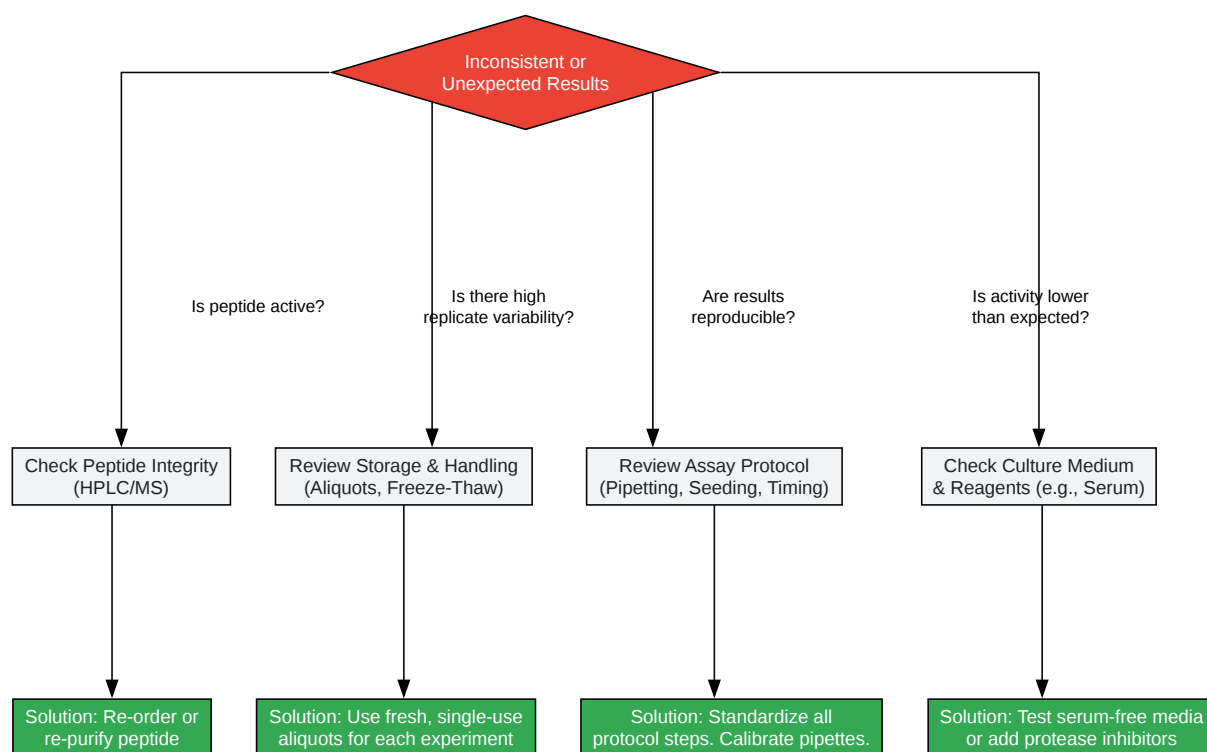 Inconsistent or
Unexpected Results
Is peptide active?
Is there high
replicate variability?
Are results
reproducible?
Is activity lower
than expected?
Check Peptide Integrity
(HPLC/MS)
Review Storage & Handling
(Aliquots, Freeze-Thaw)
Review Assay Protocol
(Pipetting, Seeding, Timing)
Check Culture Medium
& Reagents (e.g., Serum)
Solution: Re-order or
re-purify peptide
Solution: Use fresh, single-use
aliquots for each experiment
Solution: Standardize all
protocol steps. Calibrate pipettes.
Solution: Test serum-free media
or add protease inhibitors